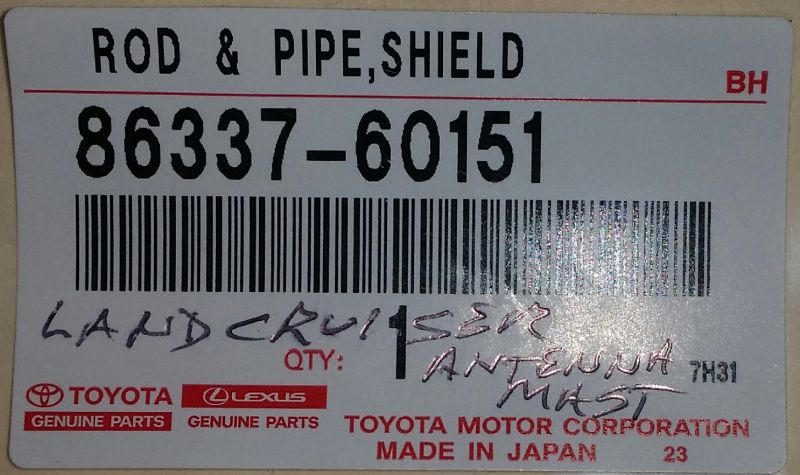 ROD & PIPE,SHIELD
BH
86337-60151
LANDCRUISER
QTY: 1
ANTENNA
7H31
MAST
TOYOTA LEXUS
GENUINE PARTS GENUINE PARTS
TOYOTA MOTOR CORPORATION
MADE IN JAPAN 23